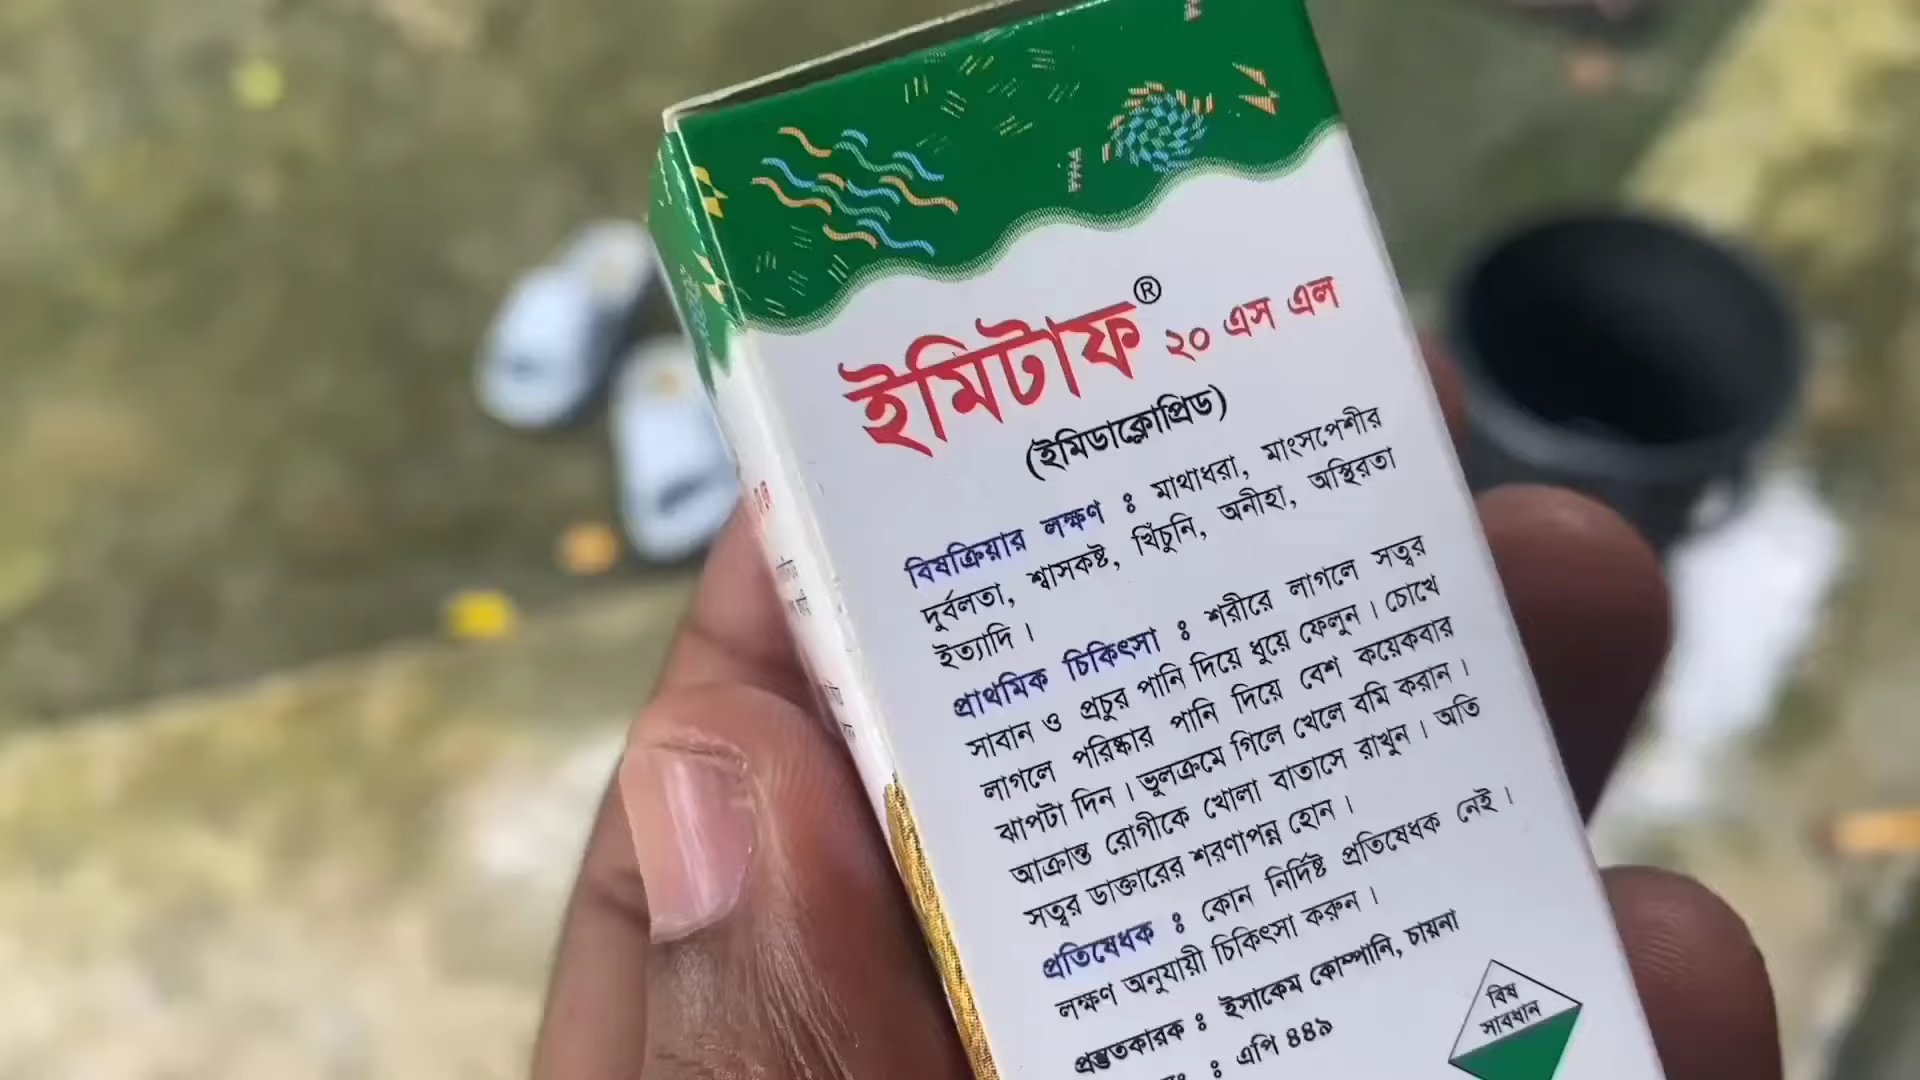 ইমিটাফ® ২০ এস এল
(ইমিডাক্লোপ্রিড)
বিষক্রিয়ার লক্ষণ ঃ মাথাধরা, মাংসপেশীর
দুর্বলতা, শ্বাসকষ্ট, খিঁচুনি, অনীহা, অস্থিরতা
ইত্যাদি ।
প্রাথমিক চিকিৎসা ঃ শরীরে লাগলে সত্বর
সাবান ও প্রচুর পানি দিয়ে ধুয়ে ফেলুন । চোখে
লাগলে পরিষ্কার পানি দিয়ে বেশ কয়েকবার
ঝাপটা দিন । ভুলক্রমে গিলে খেলে বমি করান ।
আক্রান্ত রোগীকে খোলা বাতাসে রাখুন । অতি
সত্বর ডাক্তারের শরণাপন্ন হোন ।
প্রতিষেধক ঃ কোন নির্দিষ্ট প্রতিষেধক নেই ।
লক্ষণ অনুযায়ী চিকিৎসা করুন ।
প্রস্তুতকারক ঃ ইসাকেম কোম্পানি, চায়না
ঃ এপি ৪৪৯
বিষ
সাবধান